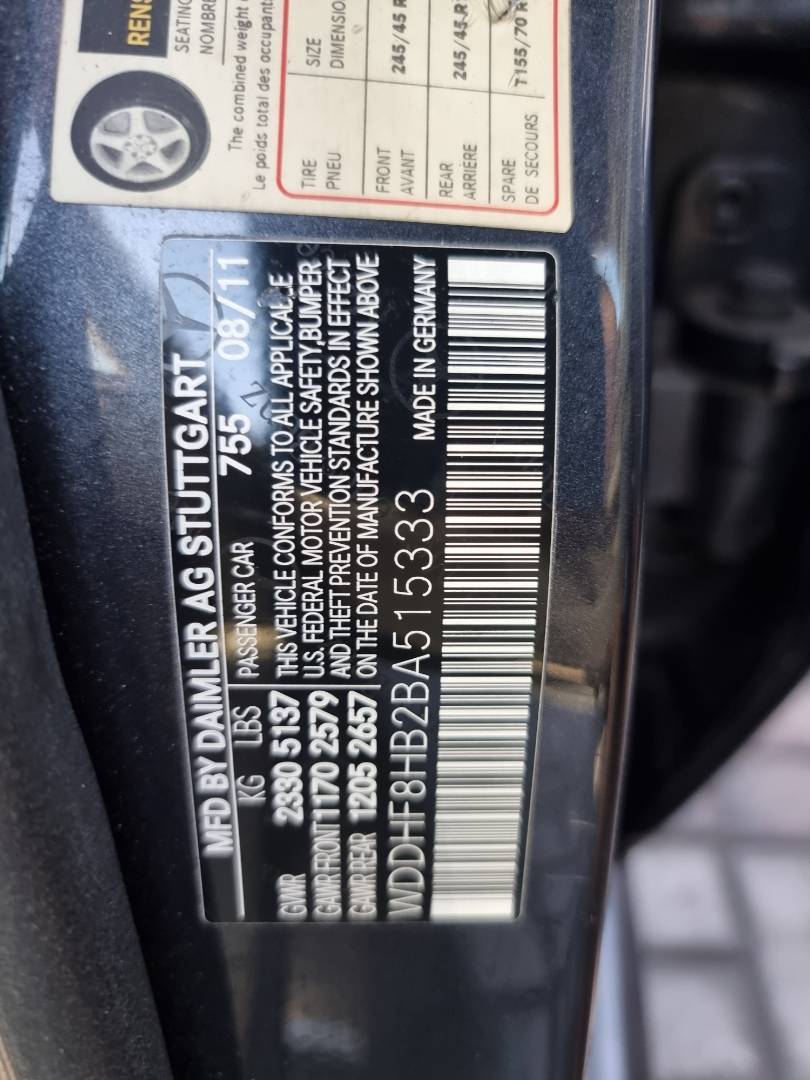 RENS
SEATING
NOMBRE
The combined weight
Le poids total des occupants
TIRE SIZE
PNEU DIMENSIO
FRONT 245/45 R
AVANT
REAR 245/45 R
ARRIÈRE
SPARE T155/70 R
DE SECOURS
MFD BY DAIMLER AG STUTTGART
KG LBS PASSENGER CAR 755 08/11
GVWR 2330 5137 THIS VEHICLE CONFORMS TO ALL APPLICABLE
GAWR FRONT 1170 2579 U.S. FEDERAL MOTOR VEHICLE SAFETY,BUMPER
GAWR REAR 1205 2657 AND THEFT PREVENTION STANDARDS IN EFFECT
ON THE DATE OF MANUFACTURE SHOWN ABOVE
WDDHF8HB2BA515333 MADE IN GERMANY